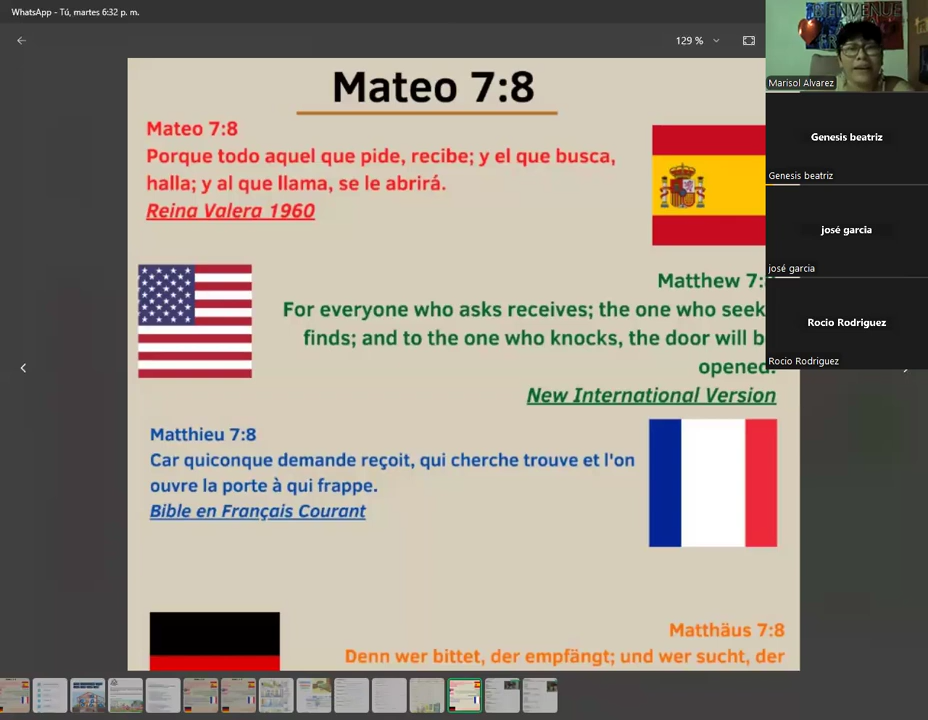 WhatsApp - Tú, martes 6:32 p. m.
129 %
BIENVENUE
Marisol Alvarez
Genesis beatriz
Genesis beatriz
josé garcia
josé garcia
Rocio Rodriguez
Rocio Rodriguez
Mateo 7:8
Mateo 7:8
Porque todo aquel que pide, recibe; y el que busca,
halla; y al que llama, se le abrirá.
Reina Valera 1960
Matthew 7:
For everyone who asks receives; the one who seek
finds; and to the one who knocks, the door will b
opened.
New International Version
Matthieu 7:8
Car quiconque demande reçoit, qui cherche trouve et l'on
ouvre la porte à qui frappe.
Bible en Français Courant
Matthäus 7:8
Denn wer bittet, der empfängt; und wer sucht, der